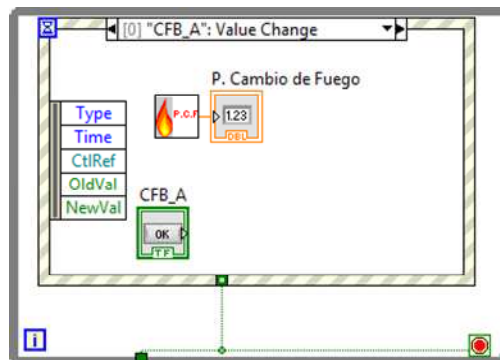 [0] "CFB_A": Value Change
P. Cambio de Fuego
P.C.F
1.23
DBL
Type
Time
CtlRef
OldVal
NewVal
CFB_A
OK
TF
i